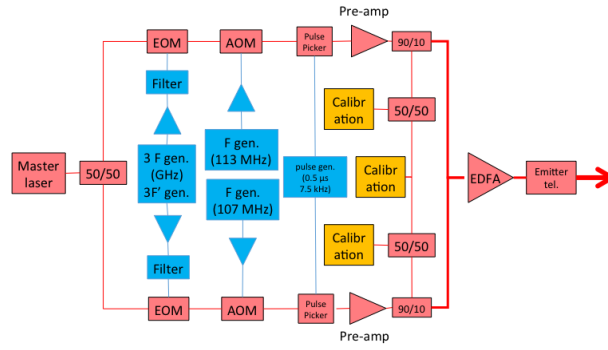 Pre-amp
EOM
AOM
Pulse
Picker
90/10
Filter
Calibr
ation
50/50
Master
laser
50/50
3 F gen.
(GHz)
3F' gen.
F gen.
(113 MHz)
pulse gen.
(0.5 µs
7.5 kHz)
Calibr
ation
EDFA
Emitter
tel.
F gen.
(107 MHz)
Calibr
ation
50/50
Filter
EOM
AOM
Pulse
Picker
90/10
Pre-amp